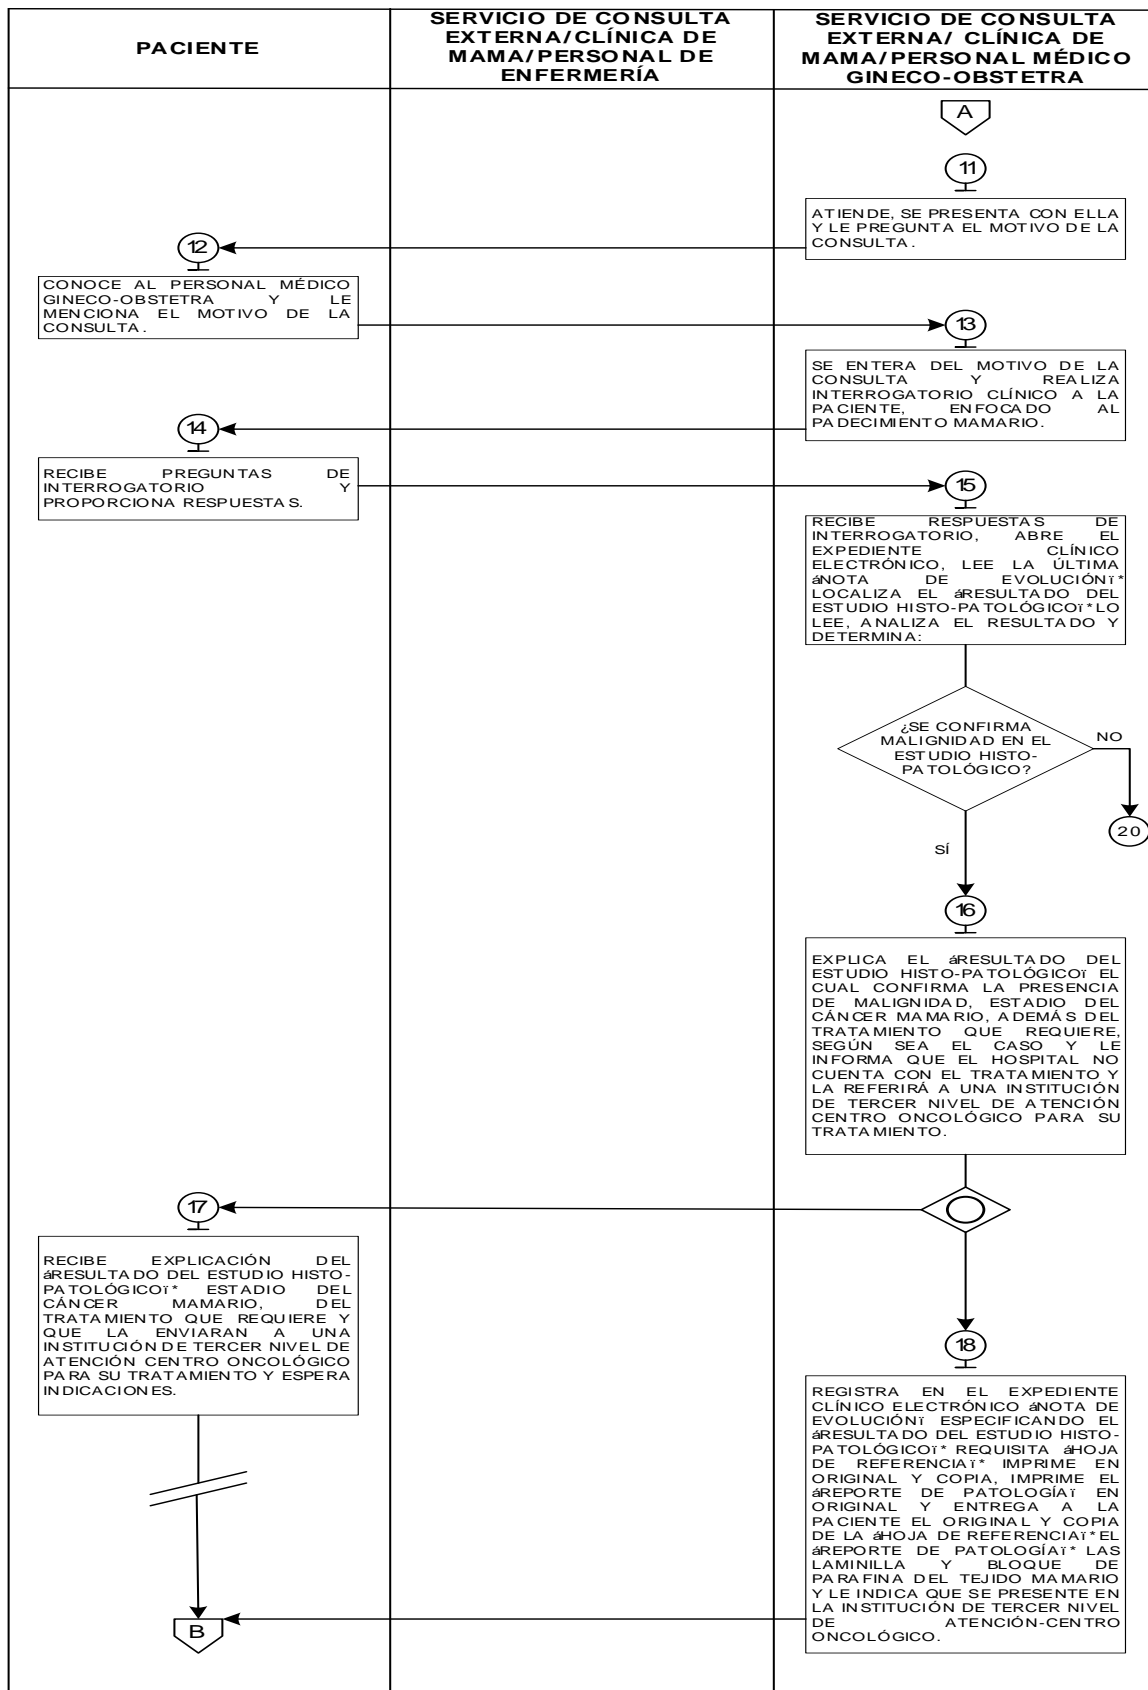 PACIENTE
SERVICIO DE CONSULTA
EXTERNA/CLÍNICA DE
MAMA/PERSONAL DE
ENFERMERÍA
SERVICIO DE CONSULTA
EXTERNA/ CLÍNICA DE
MAMA/PERSONAL MÉDICO
GINECO-OBSTETRA
A
11
ATIENDE, SE PRESENTA CON ELLA
Y LE PREGUNTA EL MOTIVO DE LA
CONSULTA.
12
CONOCE AL PERSONAL MÉDICO
GINECO-OBSTETRA Y LE
MENCIONA EL MOTIVO DE LA
CONSULTA.
13
SE ENTERA DEL MOTIVO DE LA
CONSULTA Y REALIZA
INTERROGATORIO CLÍNICO A LA
PACIENTE, ENFOCADO AL
PADECIMIENTO MAMARIO.
14
RECIBE PREGUNTAS DE
INTERROGATORIO Y
PROPORCIONA RESPUESTAS.
15
RECIBE RESPUESTAS DE
INTERROGATORIO, ABRE EL
EXPEDIENTE CLÍNICO
ELECTRÓNICO, LEE LA ÚLTIMA
áNOTA DE EVOLUCIÓNï*
LOCALIZA EL áRESULTADO DEL
ESTUDIO HISTO-PATOLÓGICOï*LO
LEE, ANALIZA EL RESULTADO Y
DETERMINA:
¿SE CONFIRMA
MALIGNIDAD EN EL
ESTUDIO HISTO-
PATOLÓGICO?
NO
20
SÍ
16
EXPLICA EL áRESULTADO DEL
ESTUDIO HISTO-PATOLÓGICOï EL
CUAL CONFIRMA LA PRESENCIA
DE MALIGNIDAD, ESTADIO DEL
CÁNCER MAMARIO, ADEMÁS DEL
TRATAMIENTO QUE REQUIERE,
SEGÚN SEA EL CASO Y LE
INFORMA QUE EL HOSPITAL NO
CUENTA CON EL TRATAMIENTO Y
LA REFERIRÁ A UNA INSTITUCIÓN
DE TERCER NIVEL DE ATENCIÓN
CENTRO ONCOLÓGICO PARA SU
TRATAMIENTO.
17
RECIBE EXPLICACIÓN DEL
áRESULTADO DEL ESTUDIO HISTO-
PATOLÓGICOï* ESTADIO DEL
CÁNCER MAMARIO, DEL
TRATAMIENTO QUE REQUIERE Y
QUE LA ENVIARAN A UNA
INSTITUCIÓN DE TERCER NIVEL DE
ATENCIÓN CENTRO ONCOLÓGICO
PARA SU TRATAMIENTO Y ESPERA
INDICACIONES.
18
REGISTRA EN EL EXPEDIENTE
CLÍNICO ELECTRÓNICO áNOTA DE
EVOLUCIÓNï ESPECIFICANDO EL
áRESULTADO DEL ESTUDIO HISTO-
PATOLÓGICOï* REQUISITA áHOJA
DE REFERENCIAï* IMPRIME EN
ORIGINAL Y COPIA, IMPRIME EL
áREPORTE DE PATOLOGÍAï EN
ORIGINAL Y ENTREGA A LA
PACIENTE EL ORIGINAL Y COPIA
DE LA áHOJA DE REFERENCIAï*EL
áREPORTE DE PATOLOGÍAï* LAS
LAMINILLA Y BLOQUE DE
PARAFINA DEL TEJIDO MAMARIO
Y LE INDICA QUE SE PRESENTE EN
LA INSTITUCIÓN DE TERCER NIVEL
DE ATENCIÓN-CENTRO
ONCOLÓGICO.
B